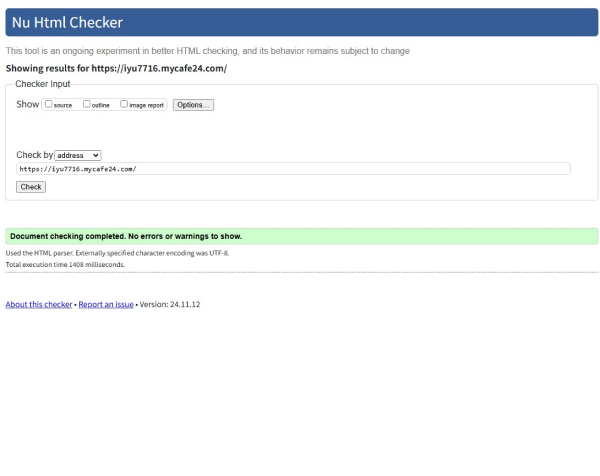 Nu Html Checker
This tool is an ongoing experiment in better HTML checking, and its behavior remains subject to change
Showing results for https://iyu7716.mycafe24.com/
Checker Input
Show source outline image report Options...
Check by address
https://iyu7716.mycafe24.com/
Check
Document checking completed. No errors or warnings to show.
Used the HTML parser. Externally specified character encoding was UTF-8.
Total execution time 1408 milliseconds.
About this checker • Report an issue • Version: 24.11.12